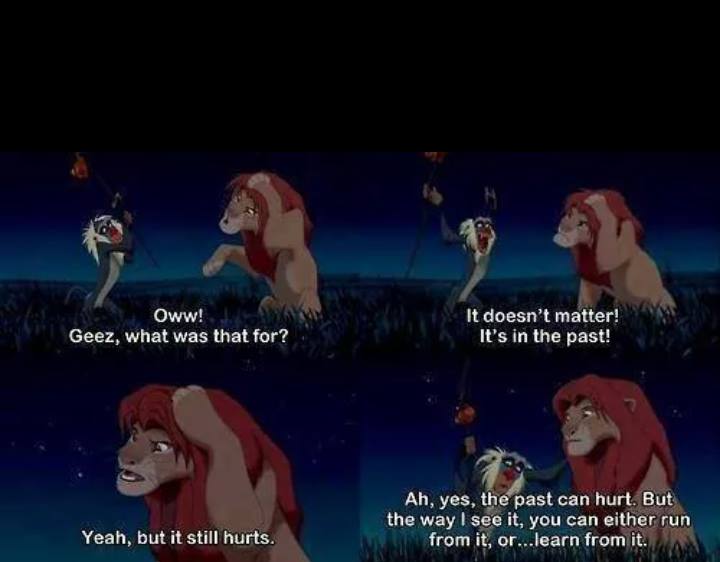 Oww!
Geez, what was that for?
It doesn't matter!
It's in the past!
Yeah, but it still hurts.
Ah, yes, the past can hurt. But
the way I see it, you can either run
from it, or...learn from it.